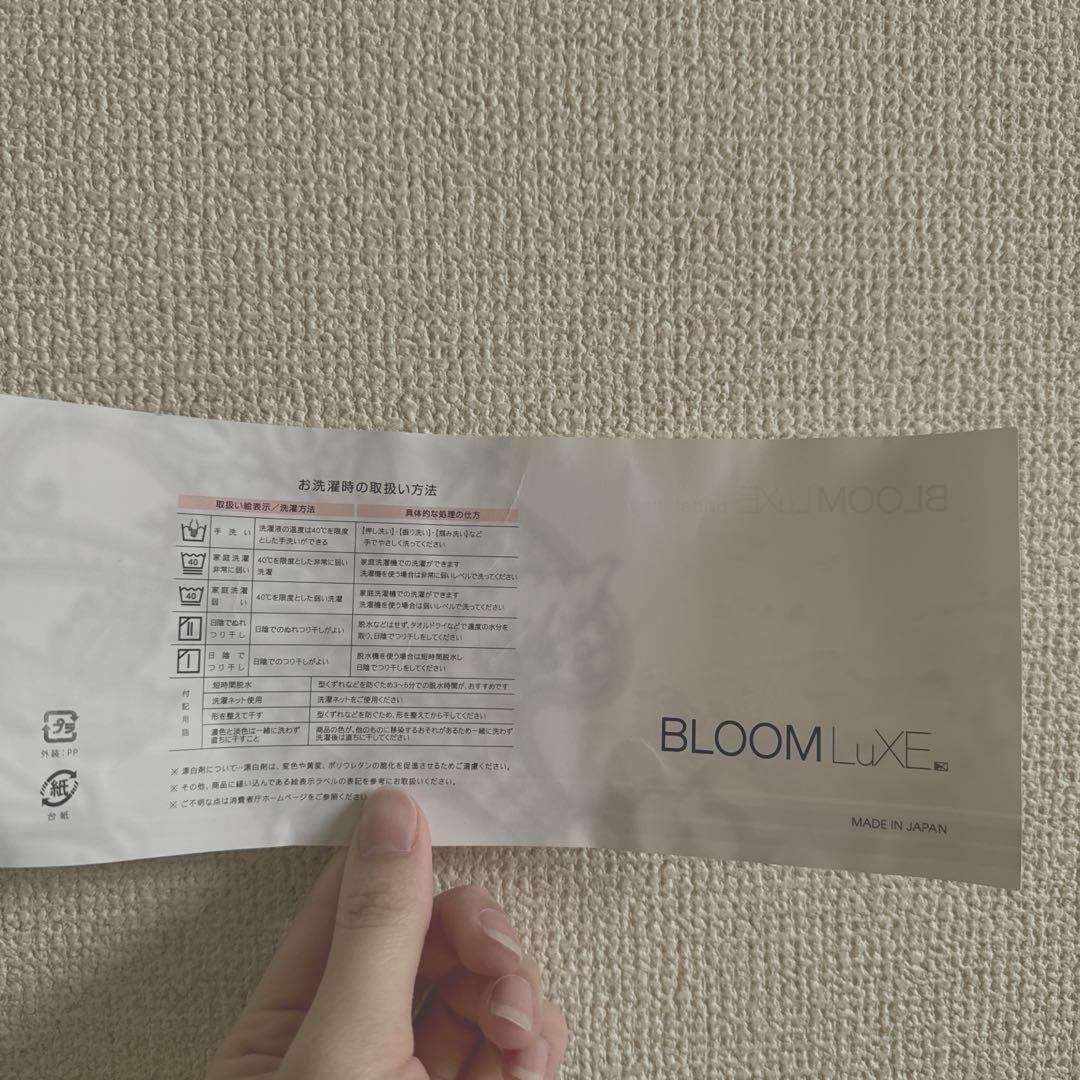 お洗濯時の取扱い方法
取扱い絵表示／洗濯方法
具体的な処理の仕方
手洗い
洗濯液の温度は40℃を限度
とした手洗いができる
【押し洗い】・【振り洗い】・【掴み洗い】など
手でやさしく洗ってください
40
家庭洗濯
非常に弱い
40℃を限度とした非常に弱い
洗濯
家庭洗濯機での洗濯ができます
洗濯機を使う場合は非常に弱いレベルで洗ってください
40
家庭洗濯
弱い
40℃を限度とした弱い洗濯
家庭洗濯機での洗濯ができます
洗濯機を使う場合は弱いレベルで洗ってください
日陰でぬれ
つり干し
日陰でのぬれつり干しがよい
脱水などはせず、タオルドライなどで適度の水分を
取り、日陰でつり干しをしてください
日陰で
つり干し
日陰でのつり干しがよい
脱水機を使う場合は短時間脱水し
日陰でつり干しをしてください
付記用語
短時間脱水
型くずれなどを防ぐため3〜5分での脱水時間が、おすすめです
洗濯ネット使用
洗濯ネットをご使用ください
形を整えて干す
型くずれなどを防ぐため、形を整えてから干してください
濃色と淡色は一緒に洗わず
直ちに干すこと
商品の色が、他のものに移染するおそれがあるため一緒に洗わず
洗濯後は直ちに干してください
※ 漂白剤について…漂白剤は、変色や黄変、ポリウレタンの脆化を促進させるためご遠慮ください。
※ その他、商品に縫い込んである絵表示ラベルの表記を参考にお取扱いください。
※ ご不明な点は消費者庁ホームページをご参照ください
プラ
外装：PP
紙
台紙
BLOOM LuXE
MADE IN JAPAN
BLOOM LuXE